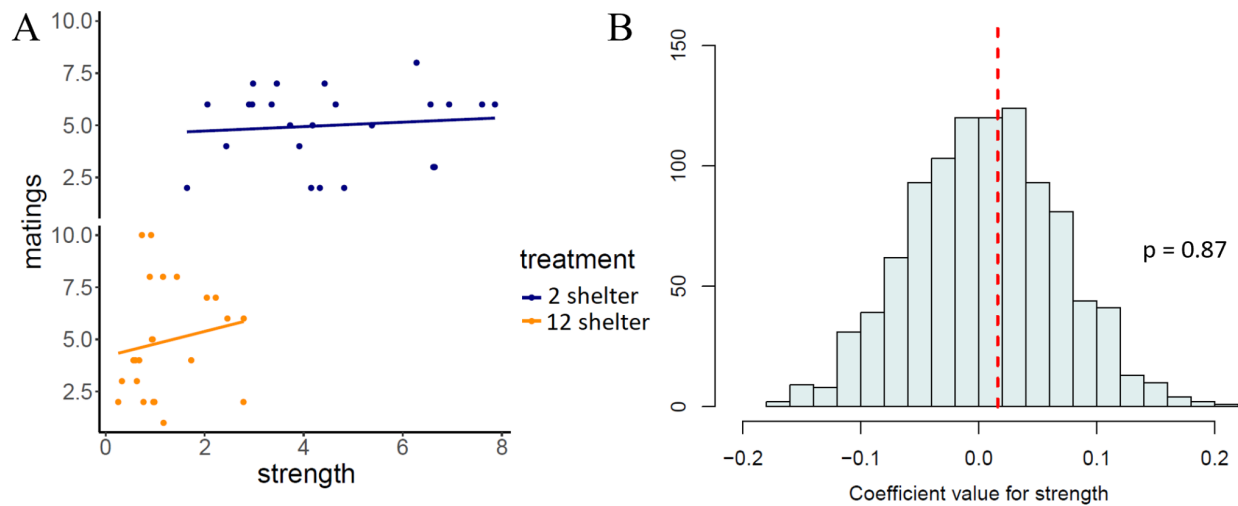 A
10.0
7.5
5.0
2.5
10.0
7.5
5.0
2.5
matings
0 2 4 6 8
strength
treatment
2 shelter
12 shelter
B
150
100
50
0
p = 0.87
−0.2 −0.1 0.0 0.1 0.2
Coefficient value for strength